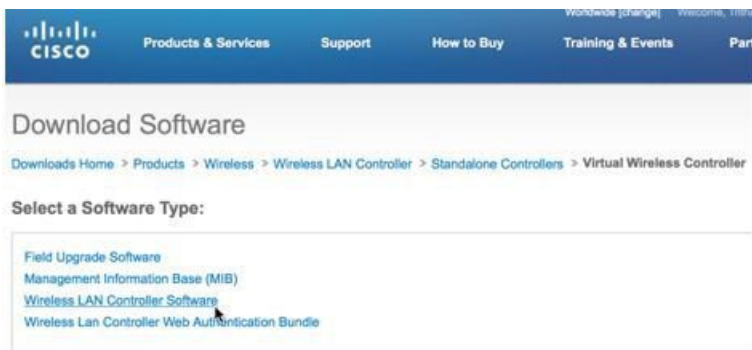 Worldwide [change] Welcome,
CISCO
Products & Services Support How to Buy Training & Events
Download Software
Downloads Home > Products > Wireless > Wireless LAN Controller > Standalone Controllers > Virtual Wireless Controller
Select a Software Type:
Field Upgrade Software
Management Information Base (MIB)
Wireless LAN Controller Software
Wireless Lan Controller Web Authentication Bundle